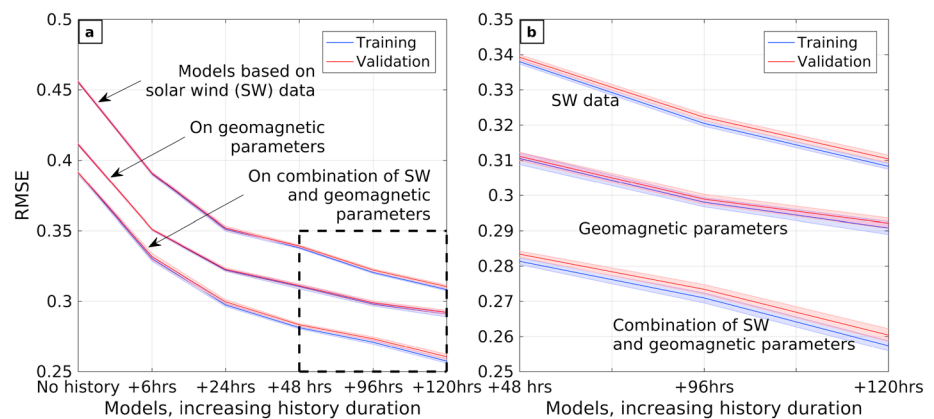 0.5
0.45
0.4
0.35
0.3
0.25
RMSE
a
Training
Validation
Models based on
solar wind (SW) data
On geomagnetic
parameters
On combination of SW
and geomagnetic
parameters
No history
+6hrs
+24hrs
+48 hrs
+96hrs
+120hrs
Models, increasing history duration
0.35
0.34
0.33
0.32
0.31
0.3
0.29
0.28
0.27
0.26
0.25
b
Training
Validation
SW data
Geomagnetic parameters
Combination of SW
and geomagnetic parameters
+48 hrs
+96hrs
+120hrs
Models, increasing history duration